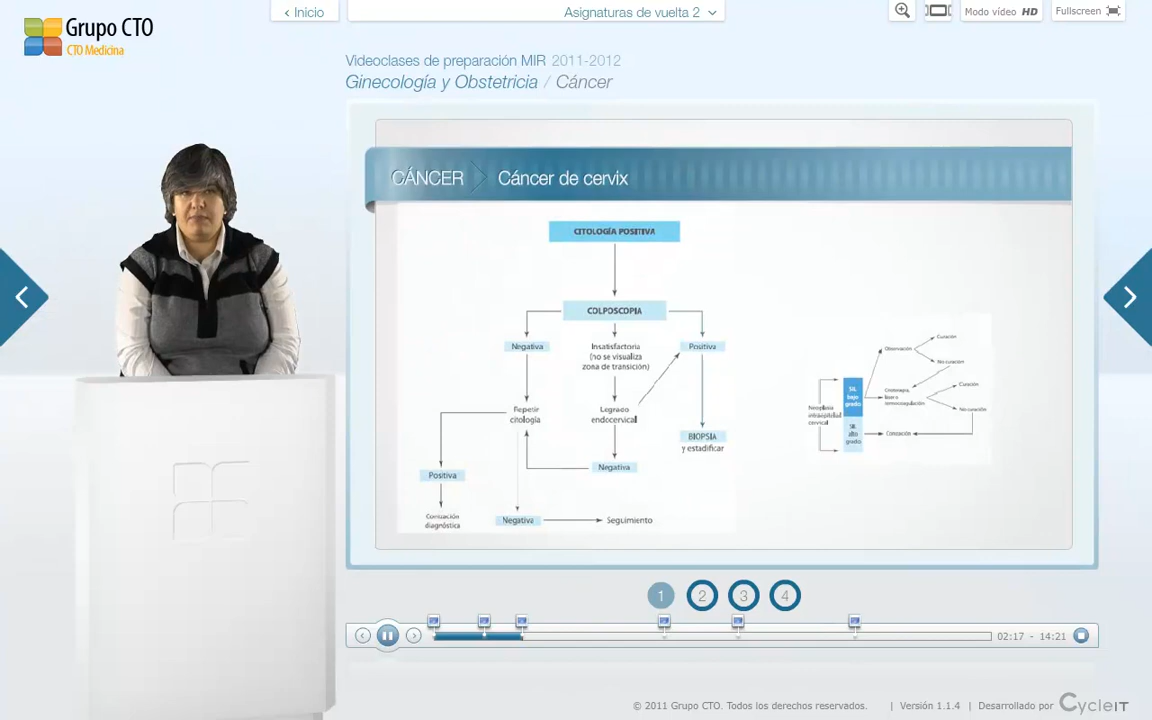 Grupo CTO
CTO Medicina
‹ Inicio
Asignaturas de vuelta 2
Modo vídeo HD
Fullscreen
Videoclases de preparación MIR 2011-2012
Ginecología y Obstetricia / Cáncer
CÁNCER
Cáncer de cervix
CITOLOGÍA POSITIVA
COLPOSCOPIA
Negativa
Insatisfactoria
(no se visualiza
zona de transición)
Positiva
Repetir
citología
Legrado
endocervical
BIOPSIA
y estadificar
Negativa
Positiva
Conización
diagnóstica
Negativa
Seguimiento
Neoplasia
intraepitelial
cervical
SIL
bajo
grado
SIL
alto
grado
Observación
Curación
No curación
Crioterapia,
láser o
termocoagulación
Curación
No curación
Conización
1
2
3
4
02:17 - 14:21
© 2011 Grupo CTO. Todos los derechos reservados.
| Versión 1.1.4
| Desarrollado por
CycleIT